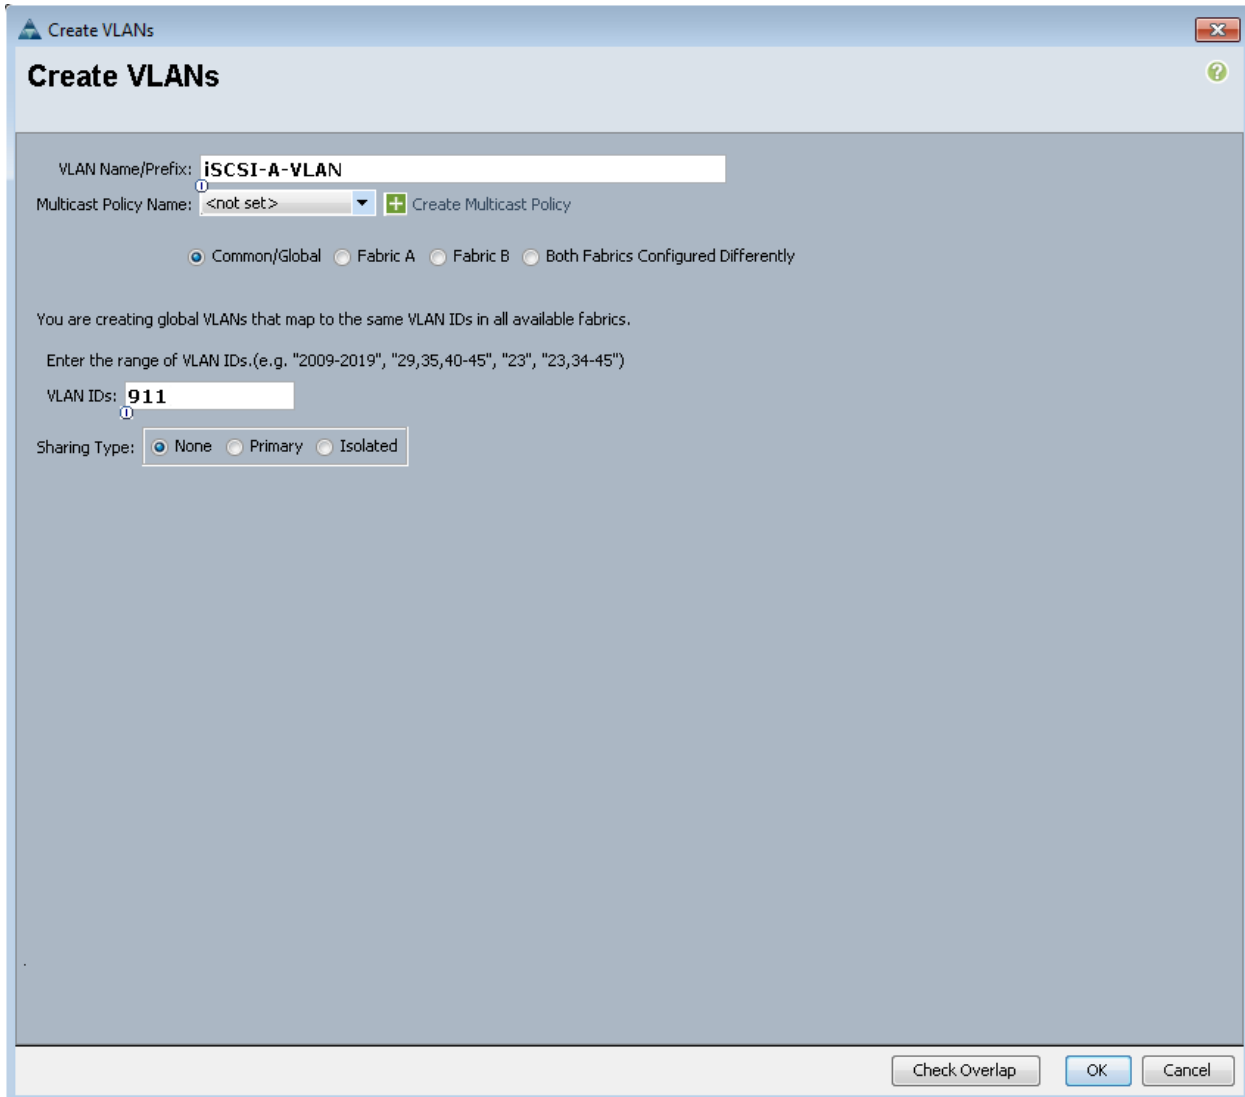 Create VLANs
Create VLANs
VLAN Name/Prefix: iSCSI-A-VLAN
Multicast Policy Name: <not set> Create Multicast Policy
Common/Global Fabric A Fabric B Both Fabrics Configured Differently
You are creating global VLANs that map to the same VLAN IDs in all available fabrics.
Enter the range of VLAN IDs.(e.g. "2009-2019", "29,35,40-45", "23", "23,34-45")
VLAN IDs: 911
Sharing Type: None Primary Isolated
Check Overlap OK Cancel